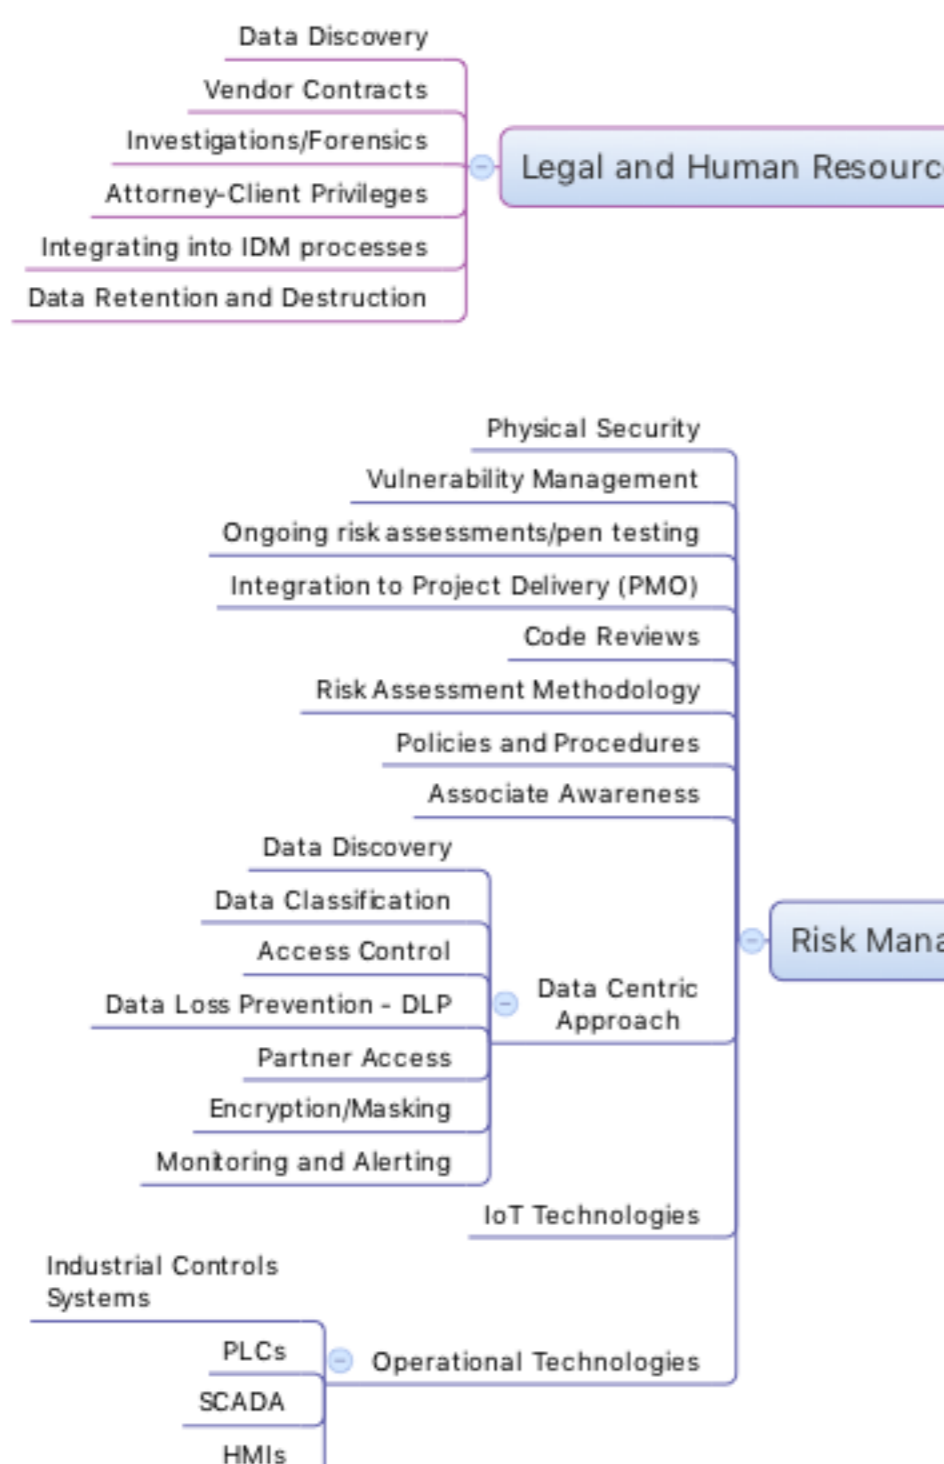 Data Discovery
Vendor Contracts
Investigations/Forensics
Attorney-Client Privileges
Integrating into IDM processes
Data Retention and Destruction
Legal and Human Resourc
Physical Security
Vulnerability Management
Ongoing risk assessments/pen testing
Integration to Project Delivery (PMO)
Code Reviews
Risk Assessment Methodology
Policies and Procedures
Associate Awareness
Data Discovery
Data Classification
Access Control
Data Loss Prevention - DLP
Partner Access
Encryption/Masking
Monitoring and Alerting
Data Centric
Approach
IoT Technologies
Industrial Controls
Systems
PLCs
SCADA
HMIs
Operational Technologies
Risk Mana